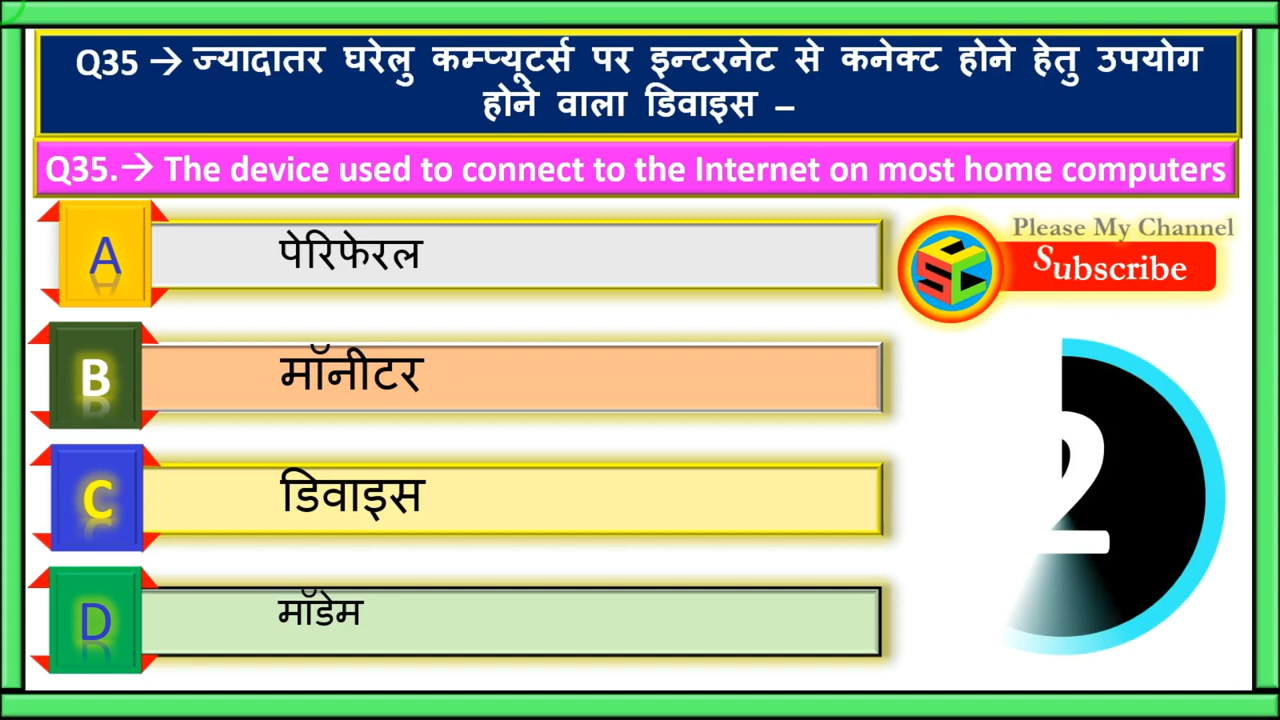 Q35 → ज्यादातर घरेलु कम्प्यूटर्स पर इन्टरनेट से कनेक्ट होने हेतु उपयोग
होने वाला डिवाइस –
Q35.→ The device used to connect to the Internet on most home computers
A पेरिफेरल
Please My Channel
Subscribe
CSC
B मॉनीटर
C डिवाइस
2
D मॉडेम